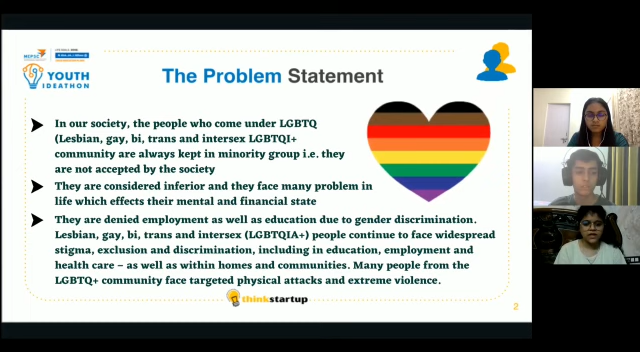 MEPSC
YOUTH
IDEATHON
The Problem Statement
In our society, the people who come under LGBTQ
(Lesbian, gay, bi, trans and intersex LGBTQI+
community are always kept in minority group i.e. they
are not accepted by the society
They are considered inferior and they face many problem in
life which effects their mental and financial state
They are denied employment as well as education due to gender discrimination.
Lesbian, gay, bi, trans and intersex (LGBTQIA+) people continue to face widespread
stigma, exclusion and discrimination, including in education, employment and
health care – as well as within homes and communities. Many people from the
LGBTQ+ community face targeted physical attacks and extreme violence.
thinkstartup
2